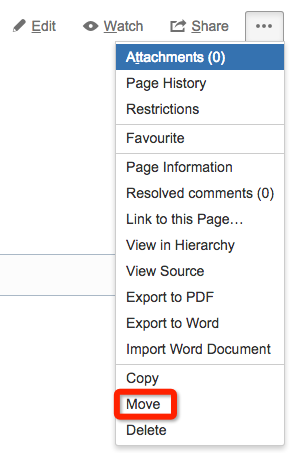 Edit Watch Share
Attachments (0)
Page History
Restrictions
Favourite
Page Information
Resolved comments (0)
Link to this Page...
View in Hierarchy
View Source
Export to PDF
Export to Word
Import Word Document
Copy
Move
Delete